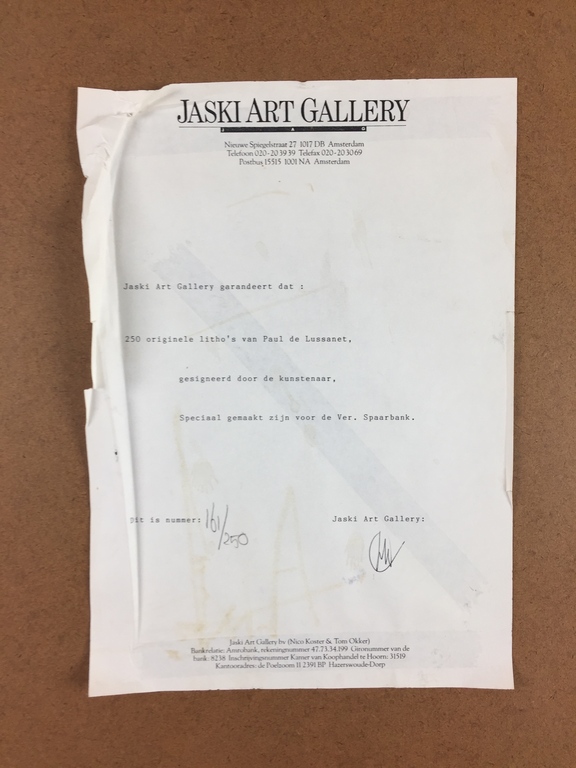 JASKI ART GALLERY
Nieuwe Spiegelstraat 27 1017 DB Amsterdam
Telefoon 020-20 39 39 Telefax 020-20 30 69
Postbus 15515 1001 NA Amsterdam
Jaski Art Gallery garandeert dat :
250 originele litho's van Paul de Lussanet,
gesigneerd door de kunstenaar,
Speciaal gemaakt zijn voor de Ver. Spaarbank.
Dit is nummer: 161/250
Jaski Art Gallery:
Jaski Art Gallery bv. (Nico Koster & Tom Okker)
Bankrelatie: Amrobank, rekeningnummer 47.73.34.199 Gironummer van de
bank: 8238 Inschrijvingsnummer Kamer van Koophandel te Hoorn: 31519
Kantooradres: de Poelzoom 11 2391 BP Hazerswoude-Dorp